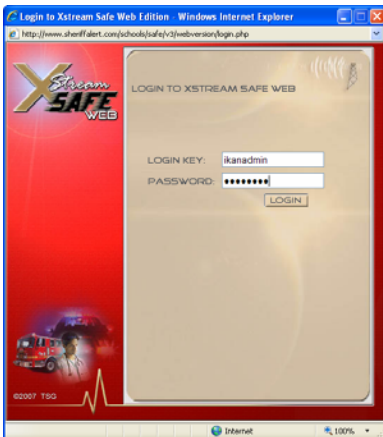 Login to Xstream Safe Web Edition - Windows Internet Explorer
http://www.sheriffalert.com/schools/safe/v3/webversion/login.php
XStream
SAFE
WEB
LOGIN TO XSTREAM SAFE WEB
LOGIN KEY: ikanadmin
PASSWORD: ••••••••
LOGIN
©2007 TSG
Internet 100%